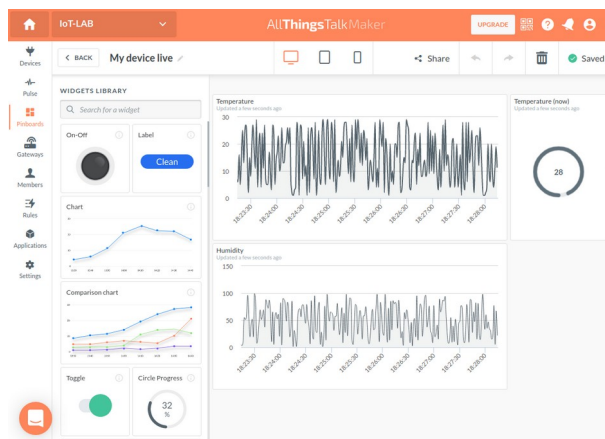 IoT-LAB
AllThingsTalk Maker
UPGRADE
Devices
Pulse
Pinboards
Gateways
Members
Rules
Applications
Settings
< BACK
My device live
Share
Saved
WIDGETS LIBRARY
Search for a widget
On-Off
Label
Clean
Chart
Comparison chart
Toggle
Circle Progress
32
%
Temperature
Updated a few seconds ago
30
20
10
0
18:23:30
18:24:00
18:24:30
18:25:00
18:25:30
18:26:00
18:26:30
18:27:00
18:27:30
18:28:00
Temperature (now)
Updated a few seconds ago
28
Humidity
Updated a few seconds ago
150
100
50
0
18:23:30
18:24:00
18:24:30
18:25:00
18:25:30
18:26:00
18:26:30
18:27:00
18:27:30
18:28:00